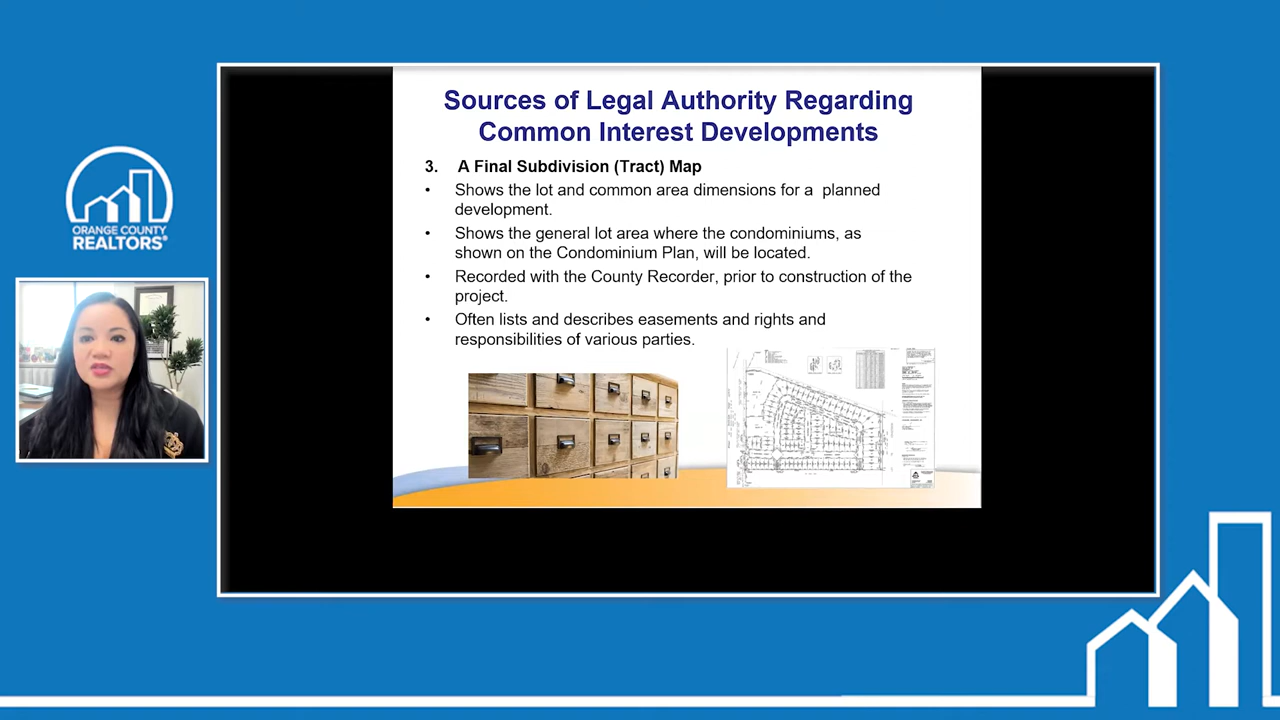 Sources of Legal Authority Regarding
Common Interest Developments
3. A Final Subdivision (Tract) Map
• Shows the lot and common area dimensions for a planned
development.
• Shows the general lot area where the condominiums, as
shown on the Condominium Plan, will be located.
• Recorded with the County Recorder, prior to construction of the
project.
• Often lists and describes easements and rights and
responsibilities of various parties.
ORANGE COUNTY
REALTORS®